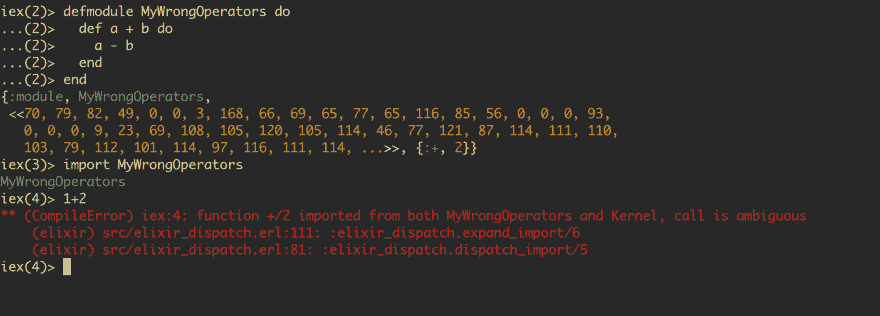 iex(2)> defmodule MyWrongOperators do
...(2)>   def a + b do
...(2)>     a - b
...(2)>   end
...(2)> end
{:module, MyWrongOperators,
 <<70, 79, 82, 49, 0, 0, 3, 168, 66, 69, 65, 77, 65, 116, 85, 56, 0, 0, 0, 93,
   0, 0, 0, 9, 23, 69, 108, 105, 120, 105, 114, 46, 77, 121, 87, 114, 111, 110,
   103, 79, 112, 101, 114, 97, 116, 111, 114, ...>>, {:+, 2}}
iex(3)> import MyWrongOperators
MyWrongOperators
iex(4)> 1+2
** (CompileError) iex:4: function +/2 imported from both MyWrongOperators and Kernel, call is ambiguous
    (elixir) src/elixir_dispatch.erl:111: :elixir_dispatch.expand_import/6
    (elixir) src/elixir_dispatch.erl:81: :elixir_dispatch.dispatch_import/5
iex(4)>